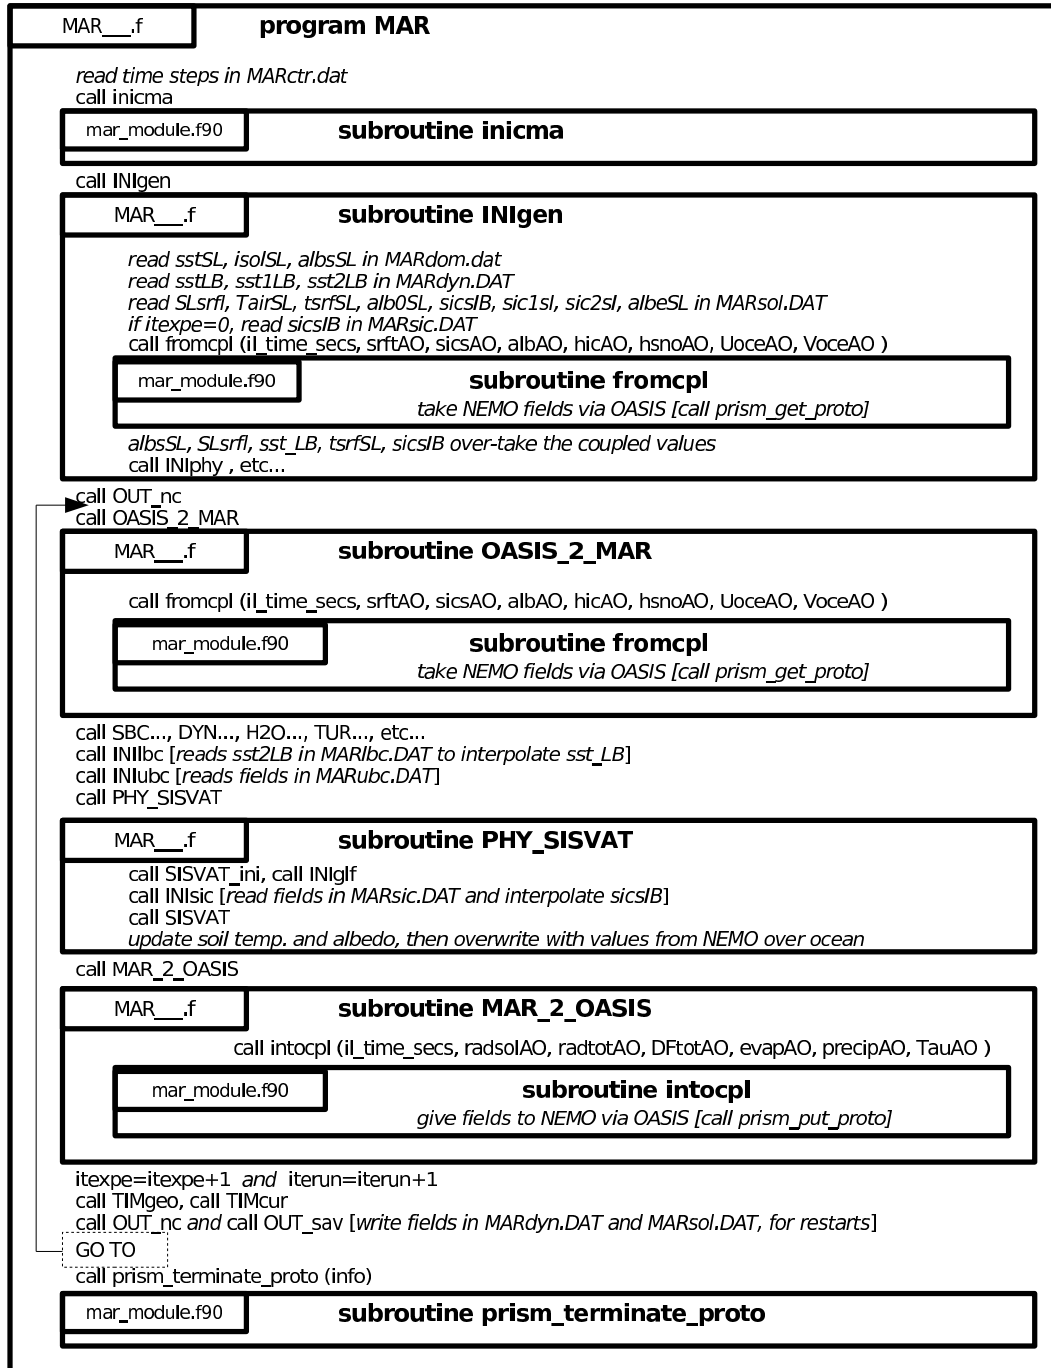 MAR___.f program MAR
read time steps in MARctr.dat
call inicma
mar_module.f90 subroutine inicma
call INIgen
MAR___.f subroutine INIgen
read sstSL, isolSL, albsSL in MARdom.dat
read sstLB, sst1LB, sst2LB in MARdyn.DAT
read SLsrfl, TairSL, tsrfSL, alb0SL, sicsIB, sic1sI, sic2sI, albeSL in MARsol.DAT
if itexpe=0, read sicsIB in MARsic.DAT
call fromcpl (il_time_secs, srftAO, sicsAO, albAO, hicAO, hsnoAO, UoceAO, VoceAO )
mar_module.f90 subroutine fromcpl
take NEMO fields via OASIS [call prism_get_proto]
albsSL, SLsrfl, sst_LB, tsrfSL, sicsIB over-take the coupled values
call INIphy , etc...
call OUT_nc
call OASIS_2_MAR
MAR___.f subroutine OASIS_2_MAR
call fromcpl (il_time_secs, srftAO, sicsAO, albAO, hicAO, hsnoAO, UoceAO, VoceAO )
mar_module.f90 subroutine fromcpl
take NEMO fields via OASIS [call prism_get_proto]
call SBC..., DYN..., H2O..., TUR..., etc...
call INIlbc [reads sst2LB in MARlbc.DAT to interpolate sst_LB]
call INIubc [reads fields in MARubc.DAT]
call PHY_SISVAT
MAR___.f subroutine PHY_SISVAT
call SISVAT_ini, call INIglf
call INIsic [read fields in MARsic.DAT and interpolate sicsIB]
call SISVAT
update soil temp. and albedo, then overwrite with values from NEMO over ocean
call MAR_2_OASIS
MAR___.f subroutine MAR_2_OASIS
call intocpl (il_time_secs, radsolAO, radtotAO, DFtotAO, evapAO, precipAO, TauAO )
mar_module.f90 subroutine intocpl
give fields to NEMO via OASIS [call prism_put_proto]
itexpe=itexpe+1 and iterun=iterun+1
call TIMgeo, call TIMcur
call OUT_nc and call OUT_sav [write fields in MARdyn.DAT and MARsol.DAT, for restarts]
GO TO
call prism_terminate_proto (info)
mar_module.f90 subroutine prism_terminate_proto